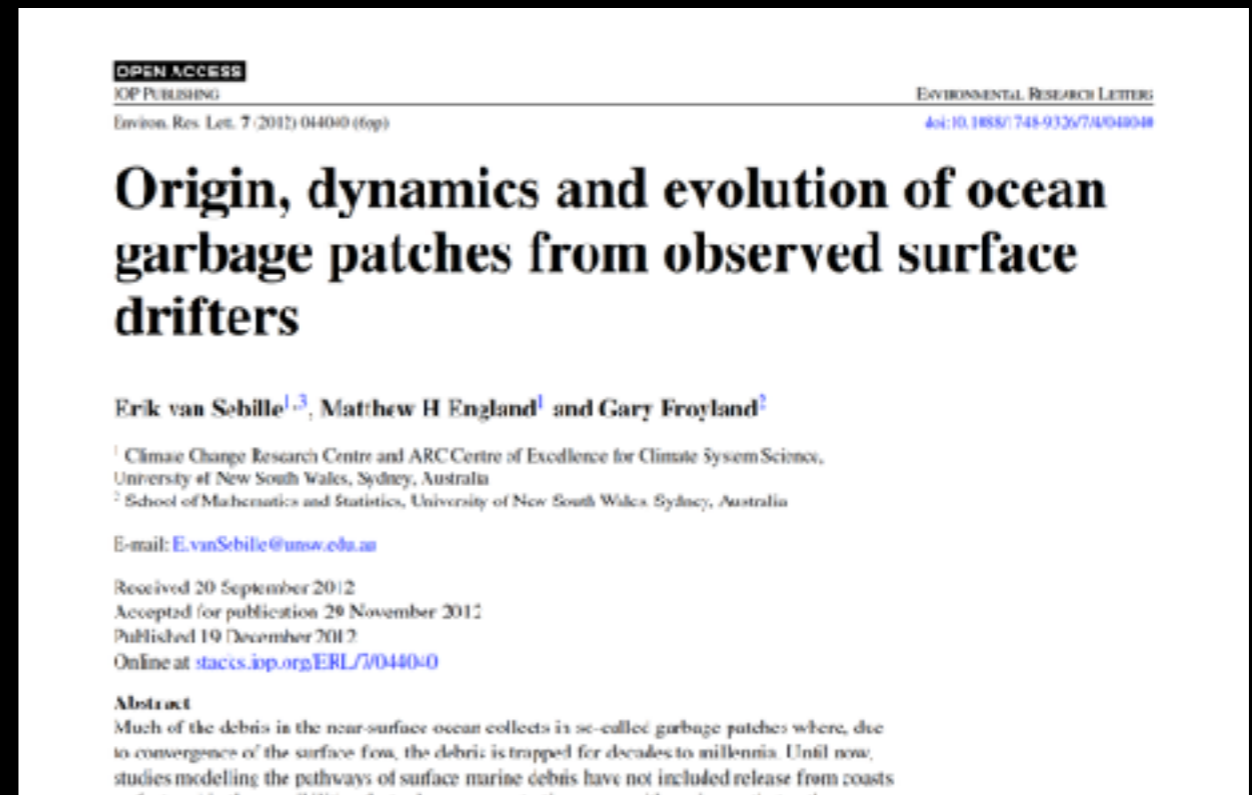 OPEN ACCESS
IOP PUBLISHING
ENVIRONMENTAL RESEARCH LETTERS
Environ. Res. Lett. 7 (2012) 044040 (6pp)
doi:10.1088/1748-9326/7/4/044040
Origin, dynamics and evolution of ocean
garbage patches from observed surface
drifters
Erik van Sebille1,3, Matthew H England1 and Gary Froyland2
1 Climate Change Research Centre and ARC Centre of Excellence for Climate System Science,
University of New South Wales, Sydney, Australia
2 School of Mathematics and Statistics, University of New South Wales, Sydney, Australia
E-mail: E.vanSebille@unsw.edu.au
Received 20 September 2012
Accepted for publication 29 November 2012
Published 19 December 2012
Online at stacks.iop.org/ERL/7/044040
Abstract
Much of the debris in the near-surface ocean collects in so-called garbage patches where, due
to convergence of the surface flow, the debris is trapped for decades to millennia. Until now,
studies modelling the pathways of surface marine debris have not included release from coasts